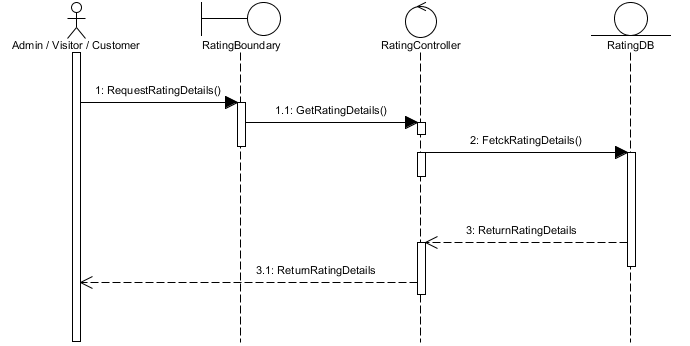 Admin / Visitor / Customer
RatingBoundary
RatingController
RatingDB
1: RequestRatingDetails()
1.1: GetRatingDetails()
2: FetckRatingDetails()
3: ReturnRatingDetails
3.1: ReturnRatingDetails